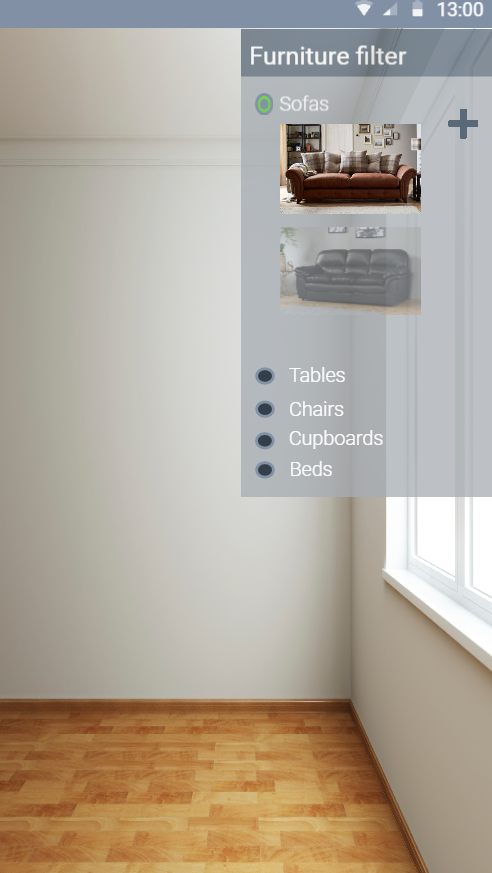 13:00
Furniture filter
Sofas
Tables
Chairs
Cupboards
Beds